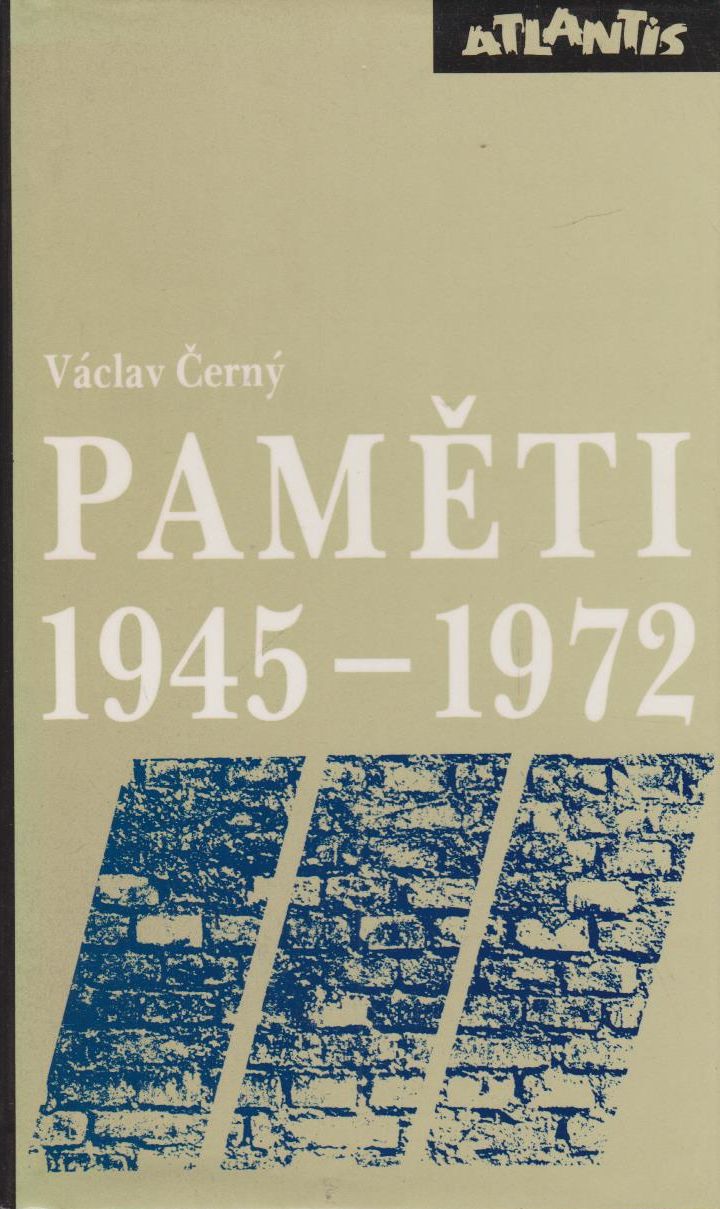 ATLANTIS
Václav Černý
PAMĚTI
1945–1972